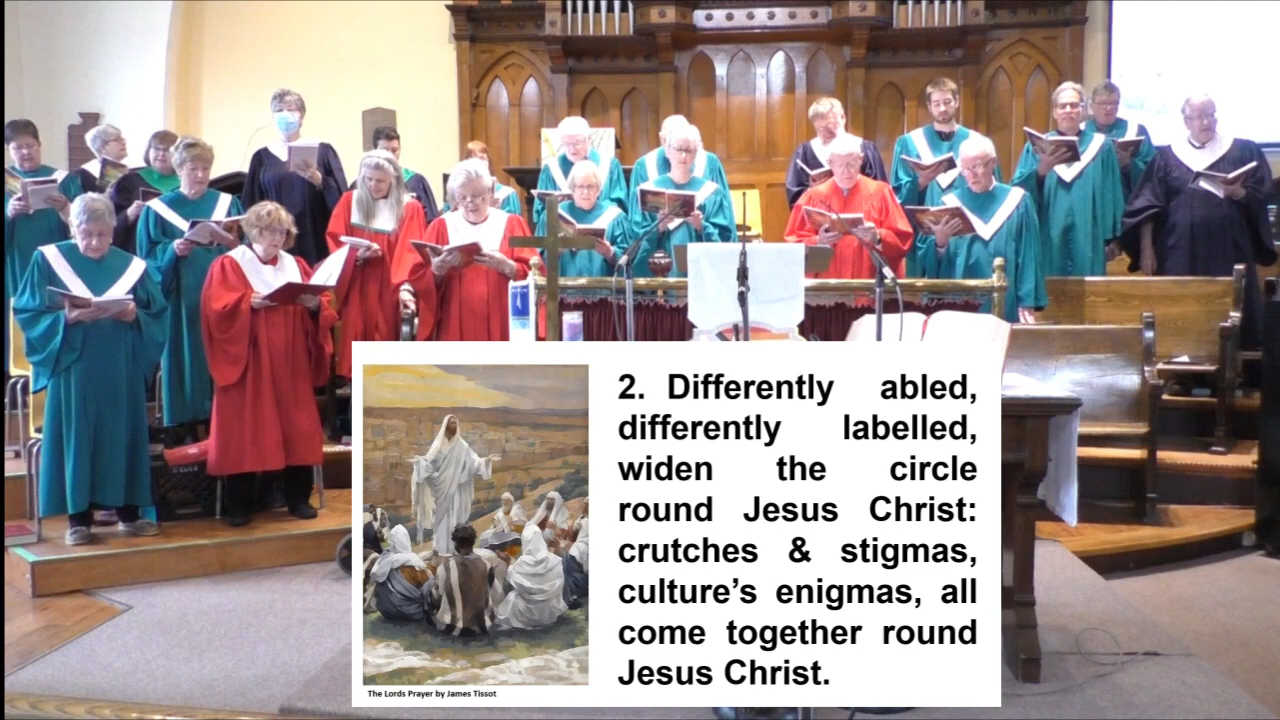 2. Differently abled,
differently labelled,
widen the circle
round Jesus Christ:
crutches & stigmas,
culture’s enigmas, all
come together round
Jesus Christ.
The Lords Prayer by James Tissot